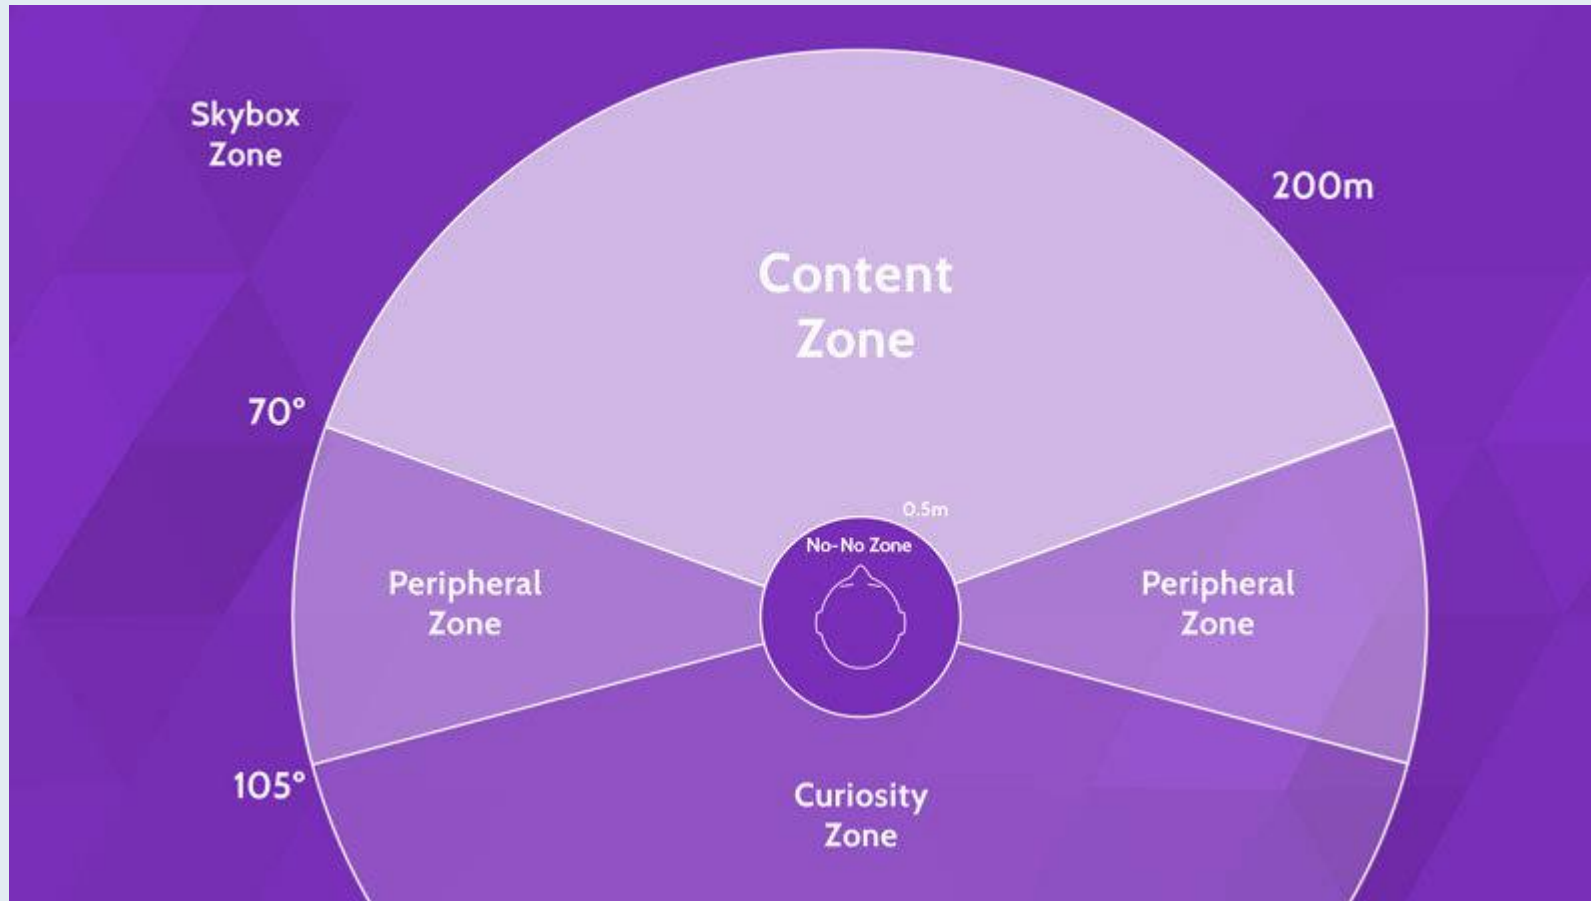 Skybox
Zone
200m
Content
Zone
70°
0.5m
No-No Zone
Peripheral
Zone
Peripheral
Zone
105°
Curiosity
Zone